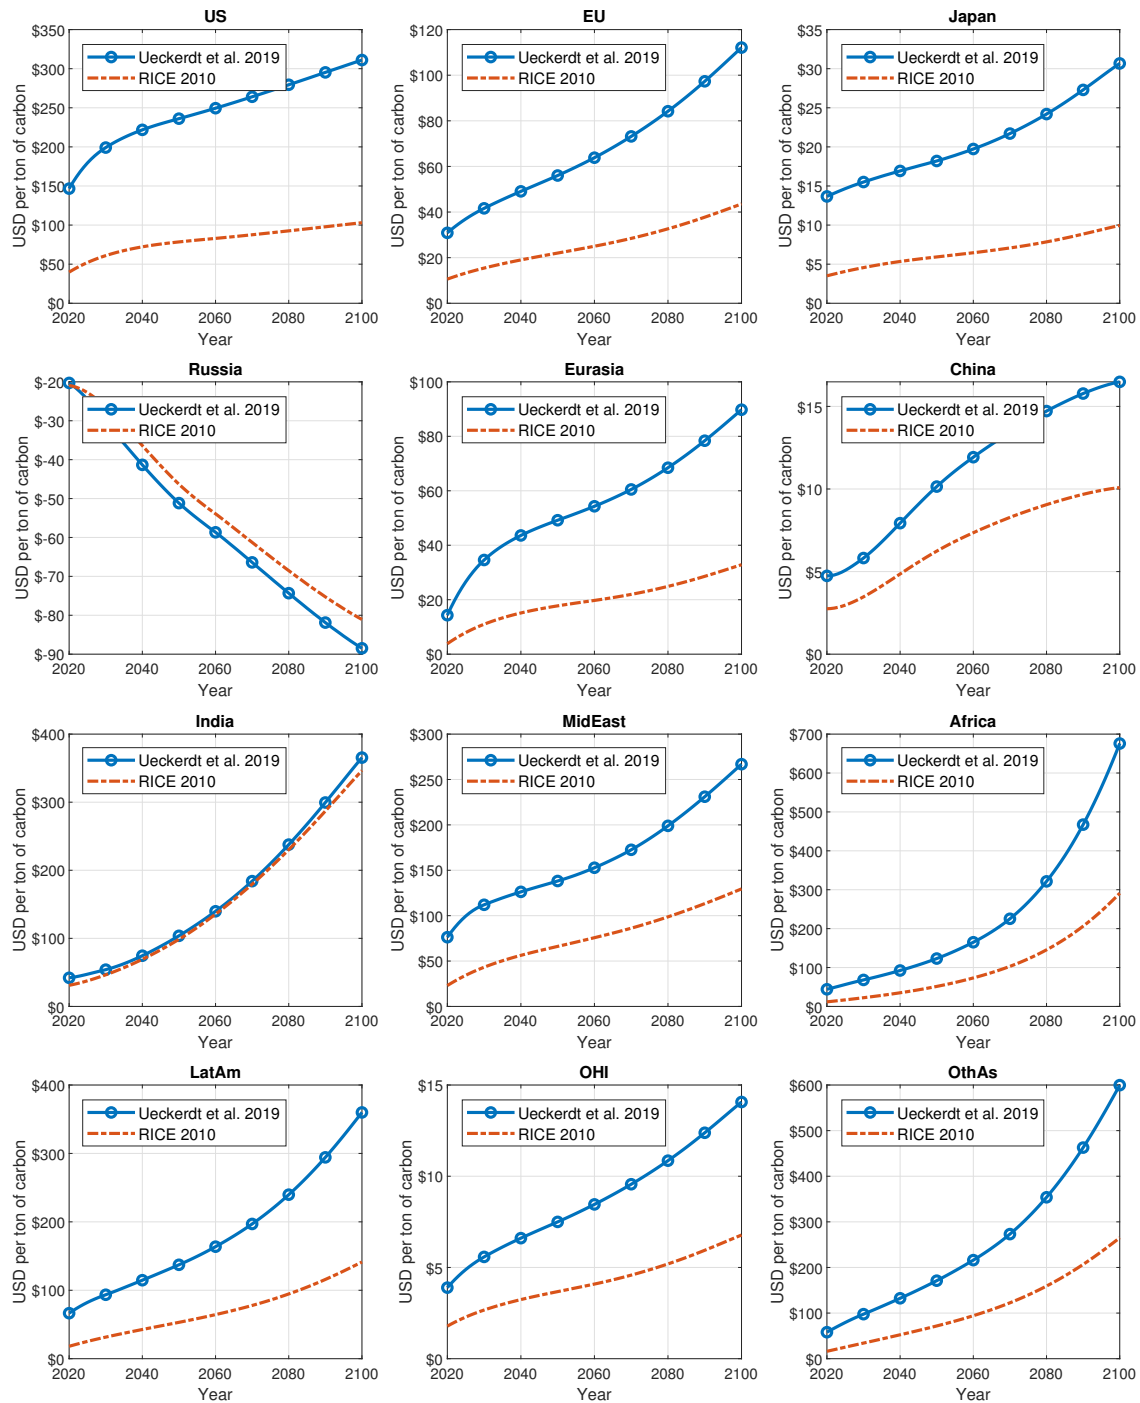 US
$350
$300
$250
$200
$150
$100
$50
$0
USD per ton of carbon
Ueckerdt et al. 2019
RICE 2010
2020 2040 2060 2080 2100
Year
EU
$120
$100
$80
$60
$40
$20
$0
USD per ton of carbon
Ueckerdt et al. 2019
RICE 2010
2020 2040 2060 2080 2100
Year
Japan
$35
$30
$25
$20
$15
$10
$5
$0
USD per ton of carbon
Ueckerdt et al. 2019
RICE 2010
2020 2040 2060 2080 2100
Year
Russia
$-20
$-30
$-40
$-50
$-60
$-70
$-80
$-90
USD per ton of carbon
Ueckerdt et al. 2019
RICE 2010
2020 2040 2060 2080 2100
Year
Eurasia
$100
$80
$60
$40
$20
$0
USD per ton of carbon
Ueckerdt et al. 2019
RICE 2010
2020 2040 2060 2080 2100
Year
China
$15
$10
$5
$0
USD per ton of carbon
Ueckerdt et al. 2019
RICE 2010
2020 2040 2060 2080 2100
Year
India
$400
$300
$200
$100
$0
USD per ton of carbon
Ueckerdt et al. 2019
RICE 2010
2020 2040 2060 2080 2100
Year
MidEast
$300
$250
$200
$150
$100
$50
$0
USD per ton of carbon
Ueckerdt et al. 2019
RICE 2010
2020 2040 2060 2080 2100
Year
Africa
$700
$600
$500
$400
$300
$200
$100
$0
USD per ton of carbon
Ueckerdt et al. 2019
RICE 2010
2020 2040 2060 2080 2100
Year
LatAm
$400
$300
$200
$100
$0
USD per ton of carbon
Ueckerdt et al. 2019
RICE 2010
2020 2040 2060 2080 2100
Year
OHI
$15
$10
$5
$0
USD per ton of carbon
Ueckerdt et al. 2019
RICE 2010
2020 2040 2060 2080 2100
Year
OthAs
$600
$500
$400
$300
$200
$100
$0
USD per ton of carbon
Ueckerdt et al. 2019
RICE 2010
2020 2040 2060 2080 2100
Year